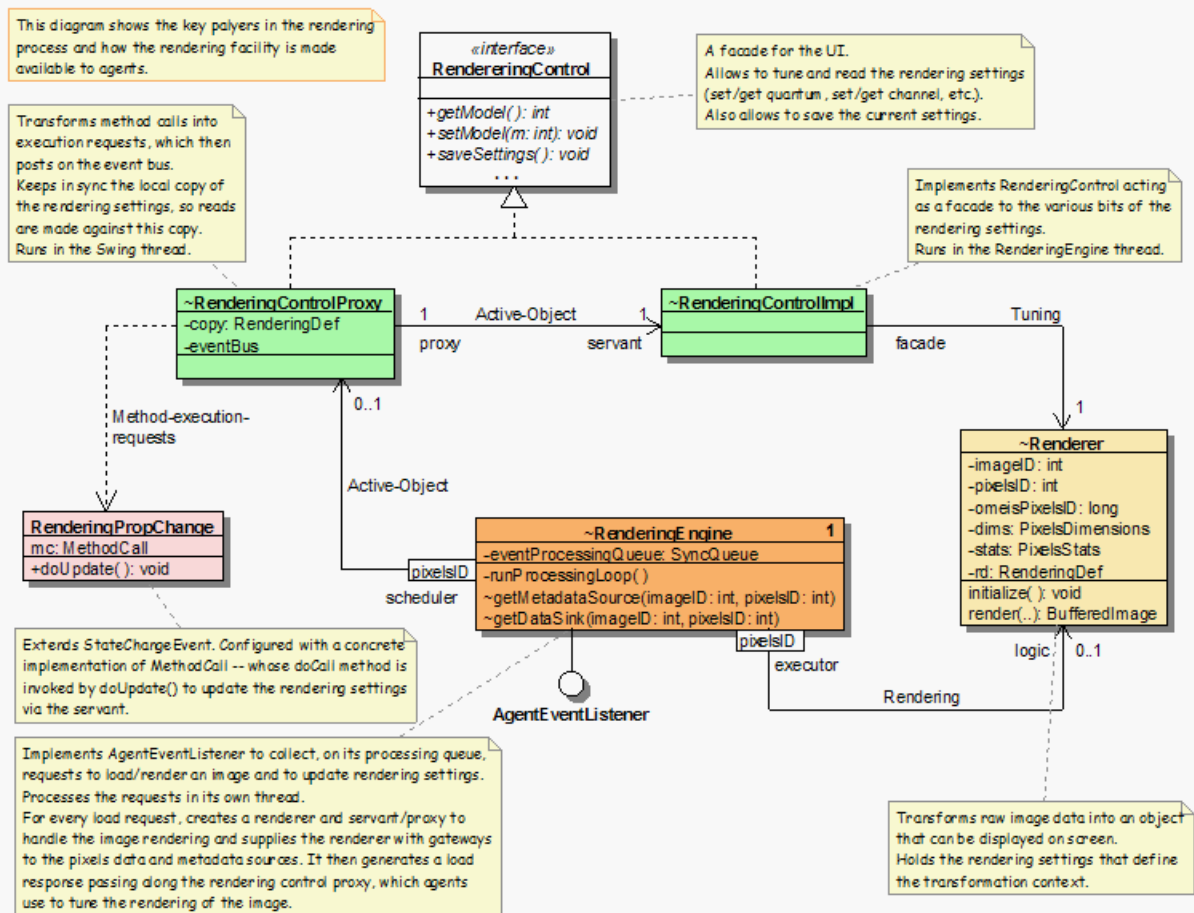 This diagram shows the key palyers in the rendering
process and how the rendering facility is made
available to agents.
«interface»
RendereringControl
+getModel( ): int
+setModel(m: int): void
+saveSettings( ): void
. . .
A facade for the UI.
Allows to tune and read the rendering settings
(set/get quantum, set/get channel, etc.).
Also allows to save the current settings.
Transforms method calls into
execution requests, which then
posts on the event bus.
Keeps in sync the local copy of
the rendering settings, so reads
are made against this copy.
Runs in the Swing thread.
Implements RenderingControl acting
as a facade to the various bits of the
rendering settings.
Runs in the RenderingEngine thread.
~RenderingControlProxy
-copy: RenderingDef
-eventBus
1 Active-Object 1
proxy servant
~RenderingControlImpl
Tuning
facade
1
0..1
Method-execution-
requests
Active-Object
~Renderer
-imageID: int
-pixelsID: int
-omeisPixelsID: long
-dims: PixelsDimensions
-stats: PixelsStats
-rd: RenderingDef
initialize( ): void
render(..): BufferedImage
RenderingPropChange
mc: MethodCall
+doUpdate( ): void
~RenderingEngine 1
-eventProcessingQueue: SyncQueue
-runProcessingLoop( )
~getMetadataSource(imageID: int, pixelsID: int)
~getDataSink(imageID: int, pixelsID: int)
pixelsID
scheduler
pixelsID
executor
logic 0..1
Rendering
AgentEventListener
Extends StateChangeEvent. Configured with a concrete
implementation of MethodCall -- whose doCall method is
invoked by doUpdate() to update the rendering settings
via the servant.
Implements AgentEventListener to collect, on its processing queue,
requests to load/render an image and to update rendering settings.
Processes the requests in its own thread.
For every load request, creates a renderer and servant/proxy to
handle the image rendering and supplies the renderer with gateways
to the pixels data and metadata sources. It then generates a load
response passing along the rendering control proxy, which agents
use to ture the rendering of the image.
Transforms raw image data into an object
that can be displayed on screen.
Holds the rendering settings that define
the transformation context.